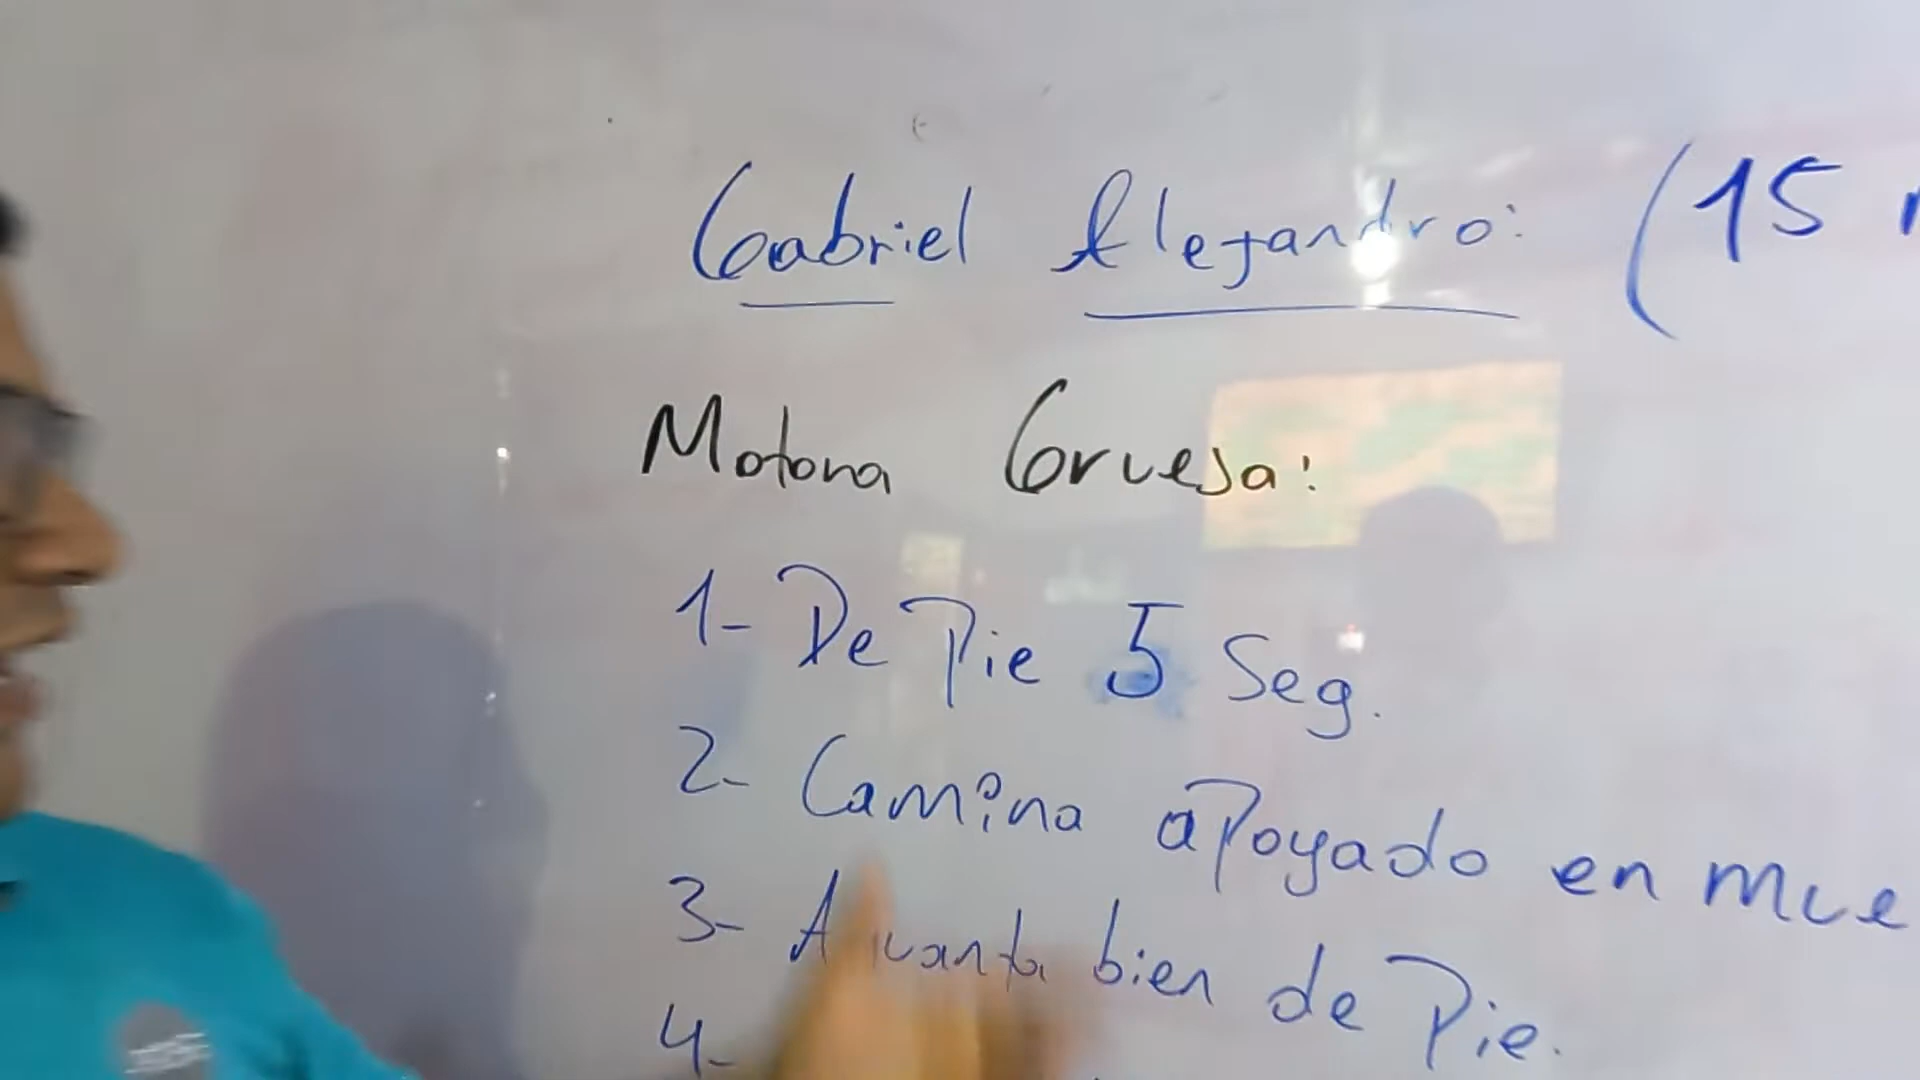 Gabriel Alejandro: (15
Motora Gruesa:
1- De Pie 5 Seg.
2- Camina aPoyado en mue
3- bien de Pie.
4-